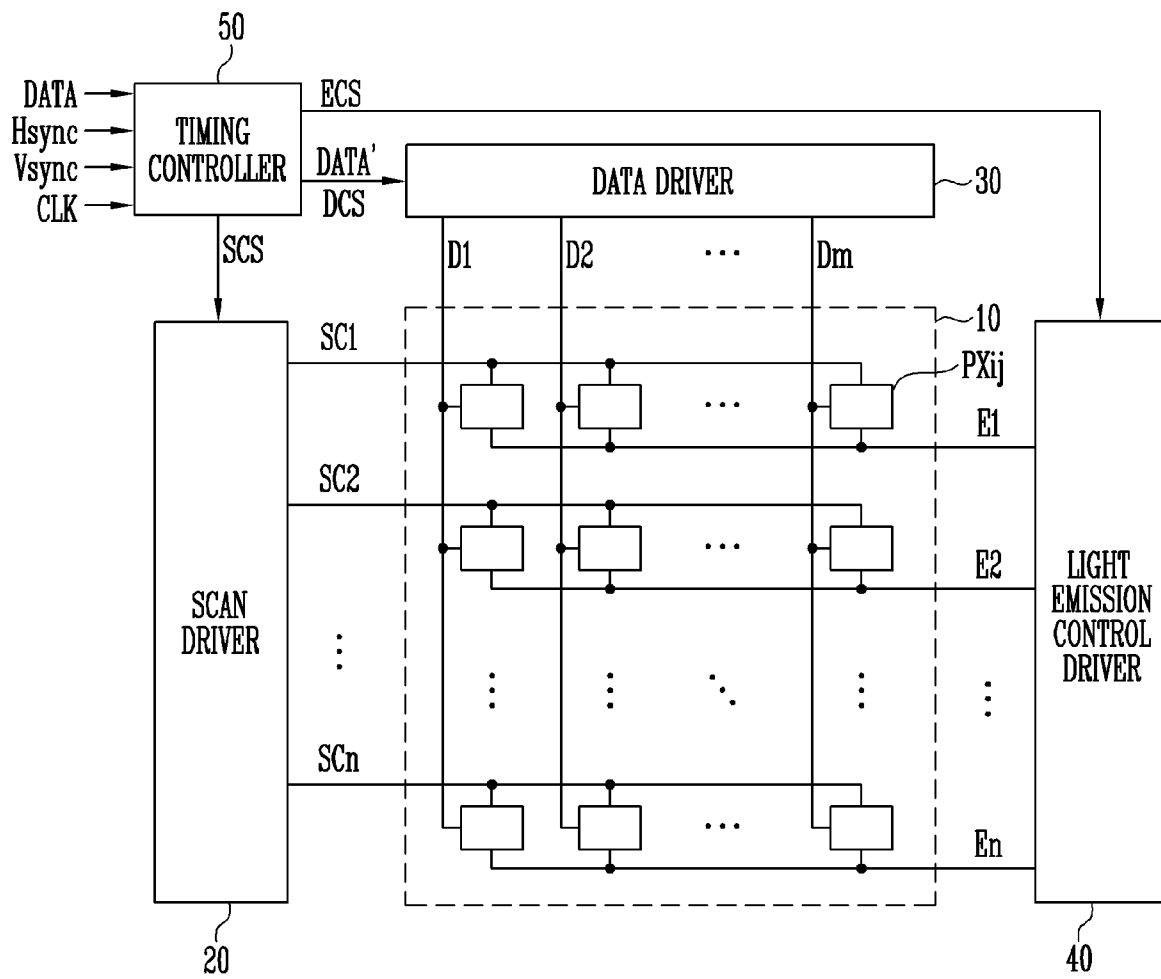 50
DATA
Hsync
Vsync
CLK
TIMING
CONTROLLER
ECS
DATA'
DCS
DATA DRIVER
30
SCS
D1
D2
...
Dm
10
SC1
PXij
...
E1
SC2
...
E2
SCAN
DRIVER
LIGHT
EMISSION
CONTROL
DRIVER
SCn
...
En
20
40